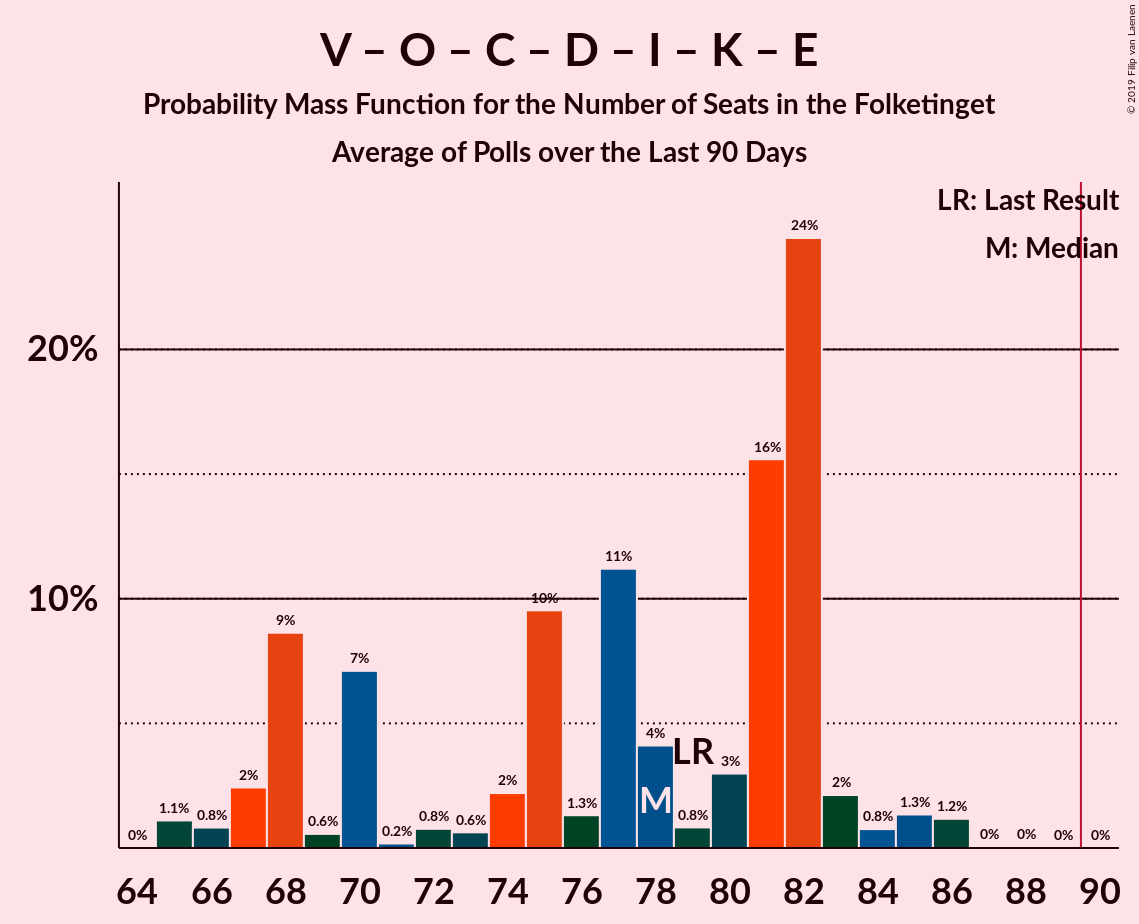 V – O – C – D – I – K – E
Probability Mass Function for the Number of Seats in the Folketinget
Average of Polls over the Last 90 Days
© 2019 Filip van Laenen
LR: Last Result
M: Median
20%
10%
0% 1.1% 0.8% 2% 9% 0.6% 7% 0.2% 0.8% 0.6% 2% 10% 1.3% 11% 4% 0.8% 3% 16% 24% 2% 0.8% 1.3% 1.2% 0% 0% 0% 0%
LR
M
64 66 68 70 72 74 76 78 80 82 84 86 88 90